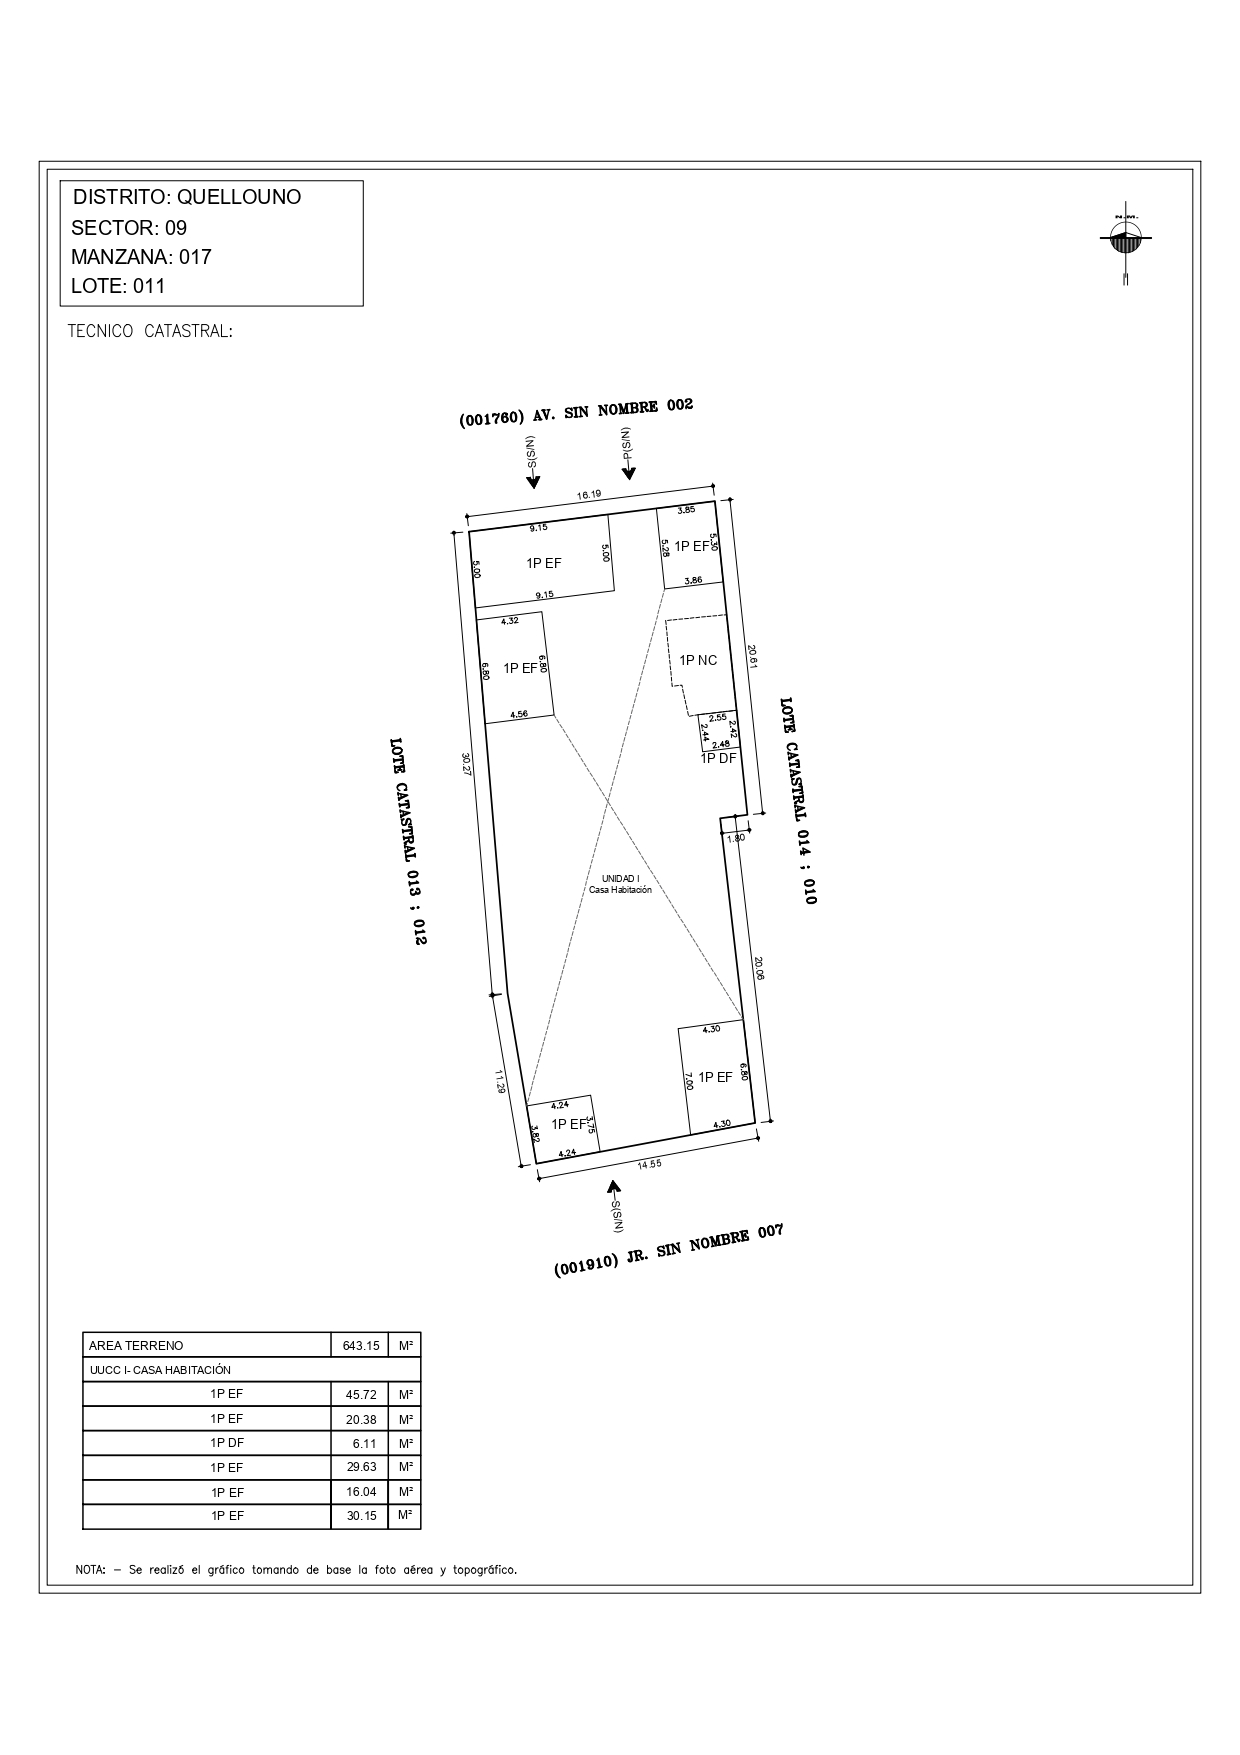 DISTRITO: QUELLOUNO
SECTOR: 09
MANZANA: 017
LOTE: 011
TECNICO CATASTRAL:
(001760) AV. SIN NOMBRE 002
S(S/N)
P(S/N)
16.19
9.15
3.85
5.00
1P EF
5.00
5.28
1P EF
5.30
9.15
3.86
4.32
6.80
1P EF
6.80
4.56
1P NC
20.61
2.55
2.44
2.42
2.48
1P DF
30.27
LOTE CATASTRAL 013 ; 012
LOTE CATASTRAL 014 ; 010
1.80
UNIDAD I
Casa Habitación
20.06
4.30
7.00
1P EF
6.80
4.30
11.29
4.24
3.82
1P EF
3.75
4.24
14.55
S(S/N)
(001910) JR. SIN NOMBRE 007
AREA TERRENO 643.15 M²
UUCC I- CASA HABITACIÓN
1P EF 45.72 M²
1P EF 20.38 M²
1P DF 6.11 M²
1P EF 29.63 M²
1P EF 16.04 M²
1P EF 30.15 M²
NOTA: - Se realizó el gráfico tomando de base la foto aérea y topográfico.